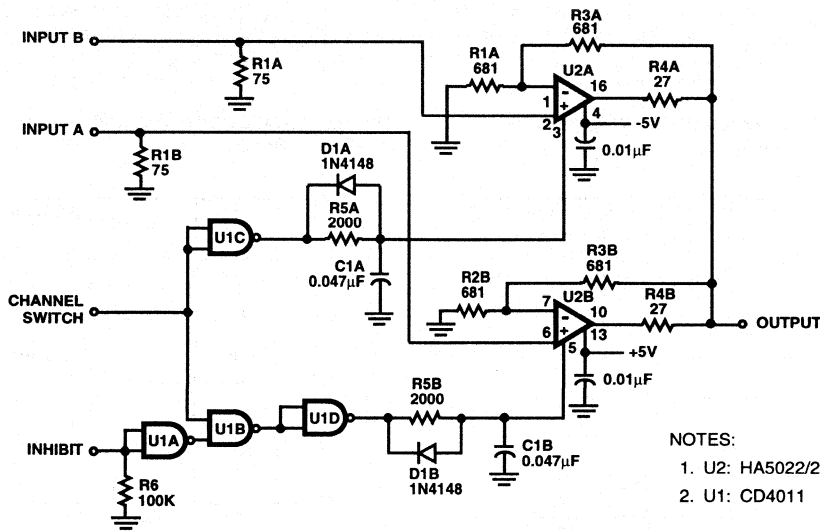 INPUT B
R1A
75
R1A
681
R3A
681
U2A
R4A
27
-
+
1
2
3
16
4
-5V
0.01µF
INPUT A
R1B
75
D1A
1N4148
R5A
2000
U1C
C1A
0.047µF
CHANNEL
SWITCH
R2B
681
R3B
681
U2B
R4B
27
-
+
7
6
5
10
13
+5V
0.01µF
OUTPUT
INHIBIT
U1A
U1B
U1D
R5B
2000
D1B
1N4148
C1B
0.047µF
R6
100K
NOTES:
1. U2: HA5022/2
2. U1: CD4011